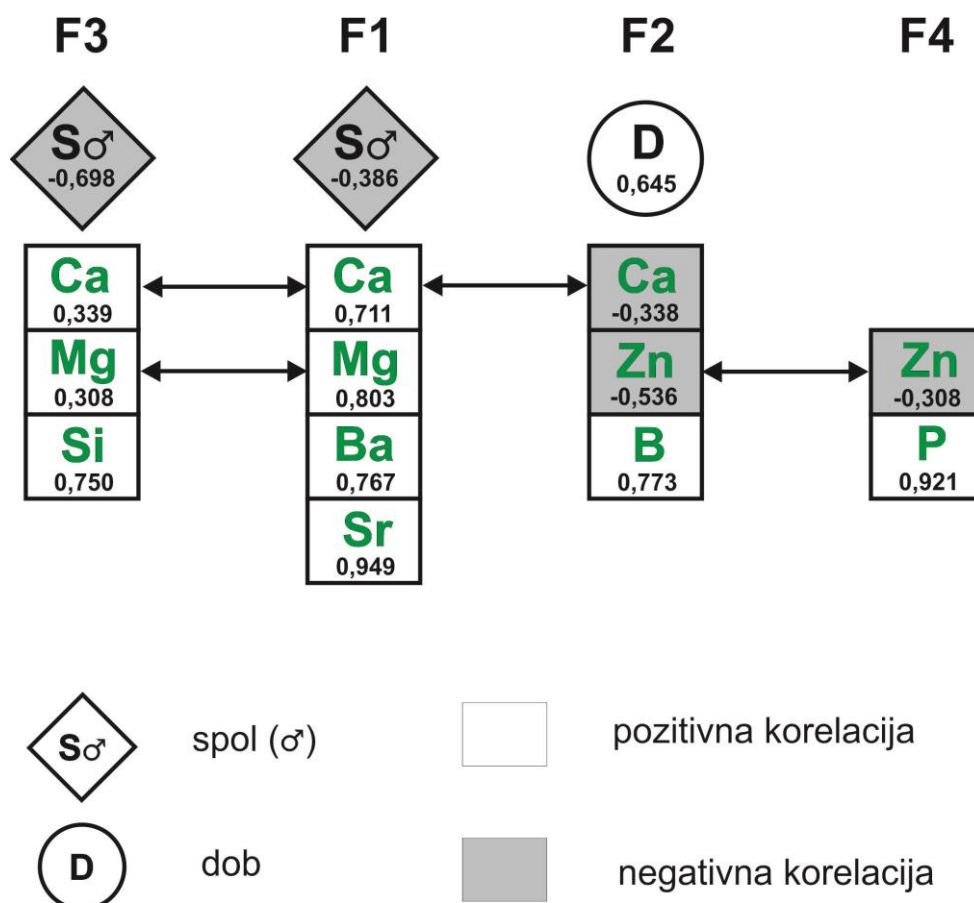 F3 F1 F2 F4
S♂ S♂ D
-0,698 -0,386 0,645
Ca Ca Ca
0,339 0,711 -0,338
Mg Mg Zn Zn
0,308 0,803 -0,536 -0,308
Si Ba B P
0,750 0,767 0,773 0,921
Sr
0,949
S♂ spol (♂) pozitivna korelacija
D dob negativna korelacija